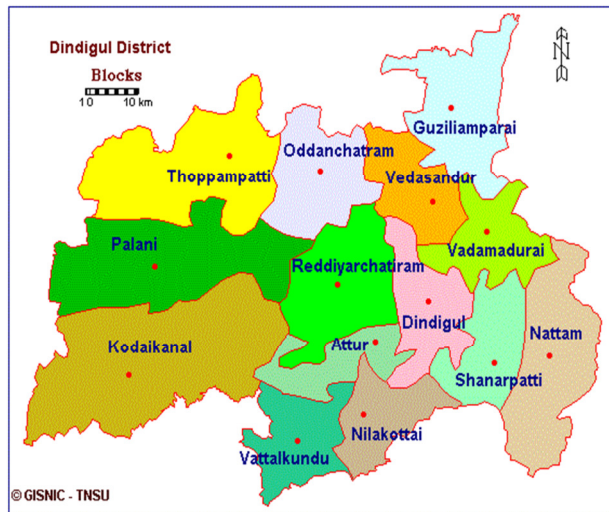 Dindigul District
Blocks
10 10 km
N
Guziliamparai
Oddanchatram
Thoppampatti
Vedasandur
Palani
Vadamadurai
Reddiyarchatiram
Dindigul
Nattam
Kodaikanal
Attur
Shanarpatti
Nilakottai
Vattalkundu
© GISNIC - TNSU